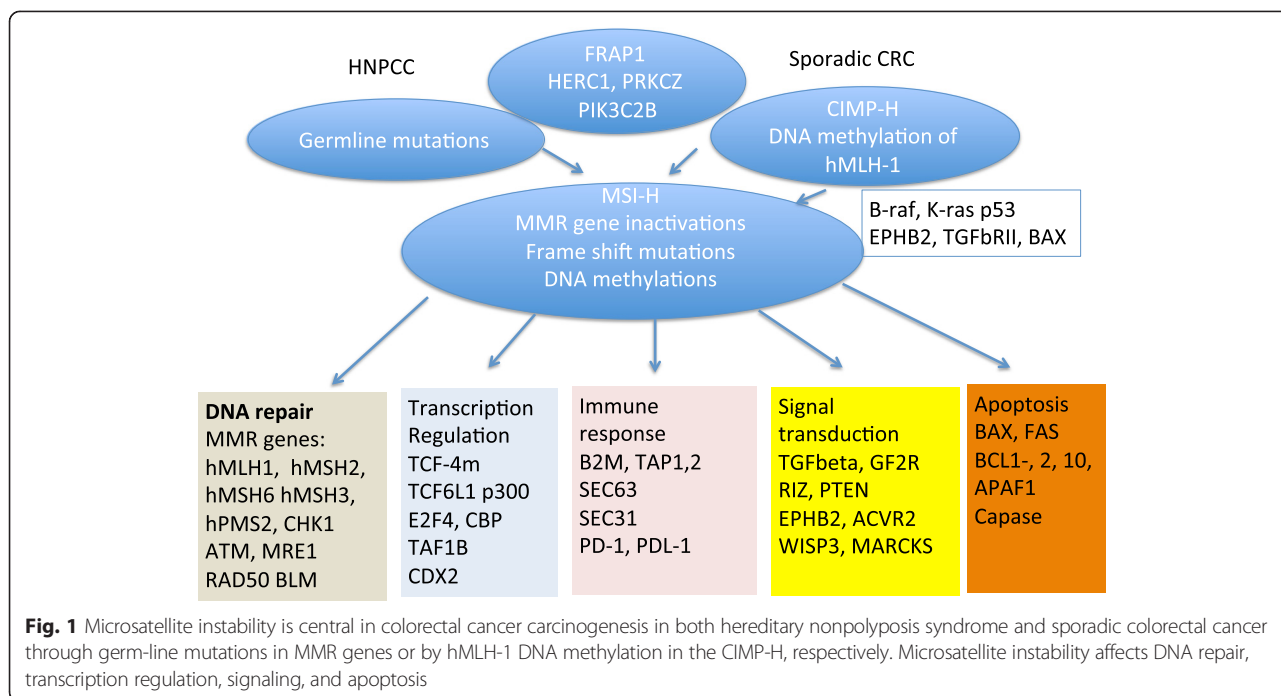 HNPCC
FRAP1
HERC1, PRKCZ
PIK3C2B
Sporadic CRC
Germline mutations
CIMP-H
DNA methylation of
hMLH-1
MSI-H
MMR gene inactivations
Frame shift mutations
DNA methylations
B-raf, K-ras p53
EPHB2, TGFbRII, BAX
DNA repair
MMR genes:
hMLH1, hMSH2,
hMSH6 hMSH3,
hPMS2, CHK1
ATM, MRE1
RAD50 BLM
Transcription
Regulation
TCF-4m
TCF6L1 p300
E2F4, CBP
TAF1B
CDX2
Immune
response
B2M, TAP1,2
SEC63
SEC31
PD-1, PDL-1
Signal
transduction
TGFbeta, GF2R
RIZ, PTEN
EPHB2, ACVR2
WISP3, MARCKS
Apoptosis
BAX, FAS
BCL1-, 2, 10,
APAF1
Capase
Fig. 1 Microsatellite instability is central in colorectal cancer carcinogenesis in both hereditary nonpolyposis syndrome and sporadic colorectal cancer
through germ-line mutations in MMR genes or by hMLH-1 DNA methylation in the CIMP-H, respectively. Microsatellite instability affects DNA repair,
transcription regulation, signaling, and apoptosis